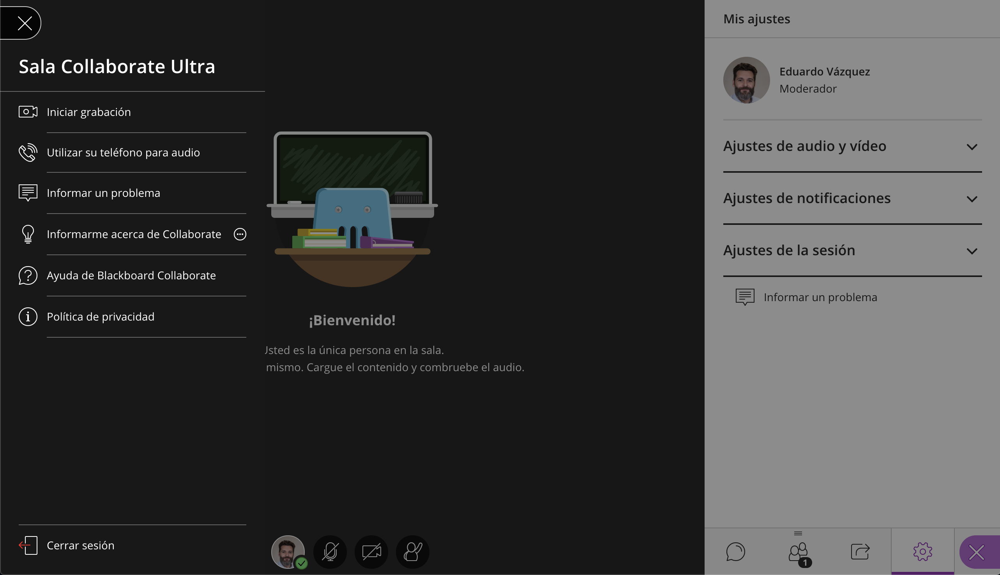 Sala Collaborate Ultra
Iniciar grabación
Utilizar su teléfono para audio
Informar un problema
Informarme acerca de Collaborate
Ayuda de Blackboard Collaborate
Política de privacidad
Cerrar sesión
¡Bienvenido!
sted es la única persona en la sala.
mismo. Cargue el contenido y combruebe el audio.
Mis ajustes
Eduardo Vázquez
Moderador
Ajustes de audio y vídeo
Ajustes de notificaciones
Ajustes de la sesión
Informar un problema
1